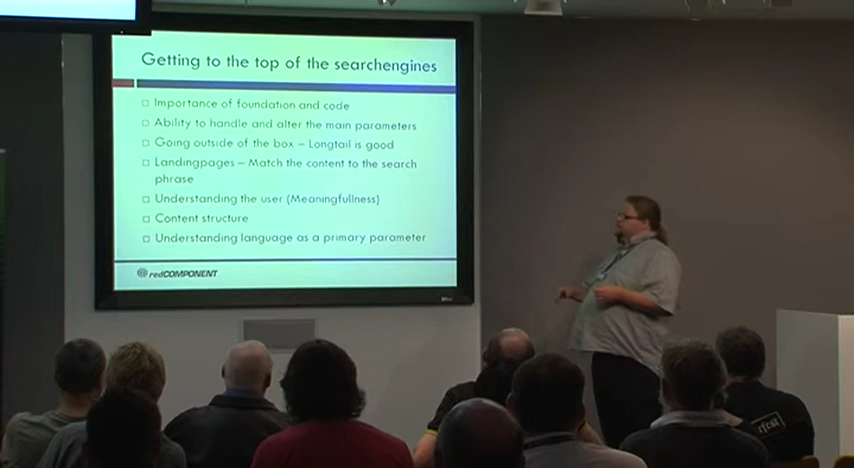 Getting to the top of the searchengines
□ Importance of foundation and code
□ Ability to handle and alter the main parameters
□ Going outside of the box – Longtail is good
□ Landingpages – Match the content to the search
phrase
□ Understanding the user (Meaningfullness)
□ Content structure
□ Understanding language as a primary parameter
redCOMPONENT